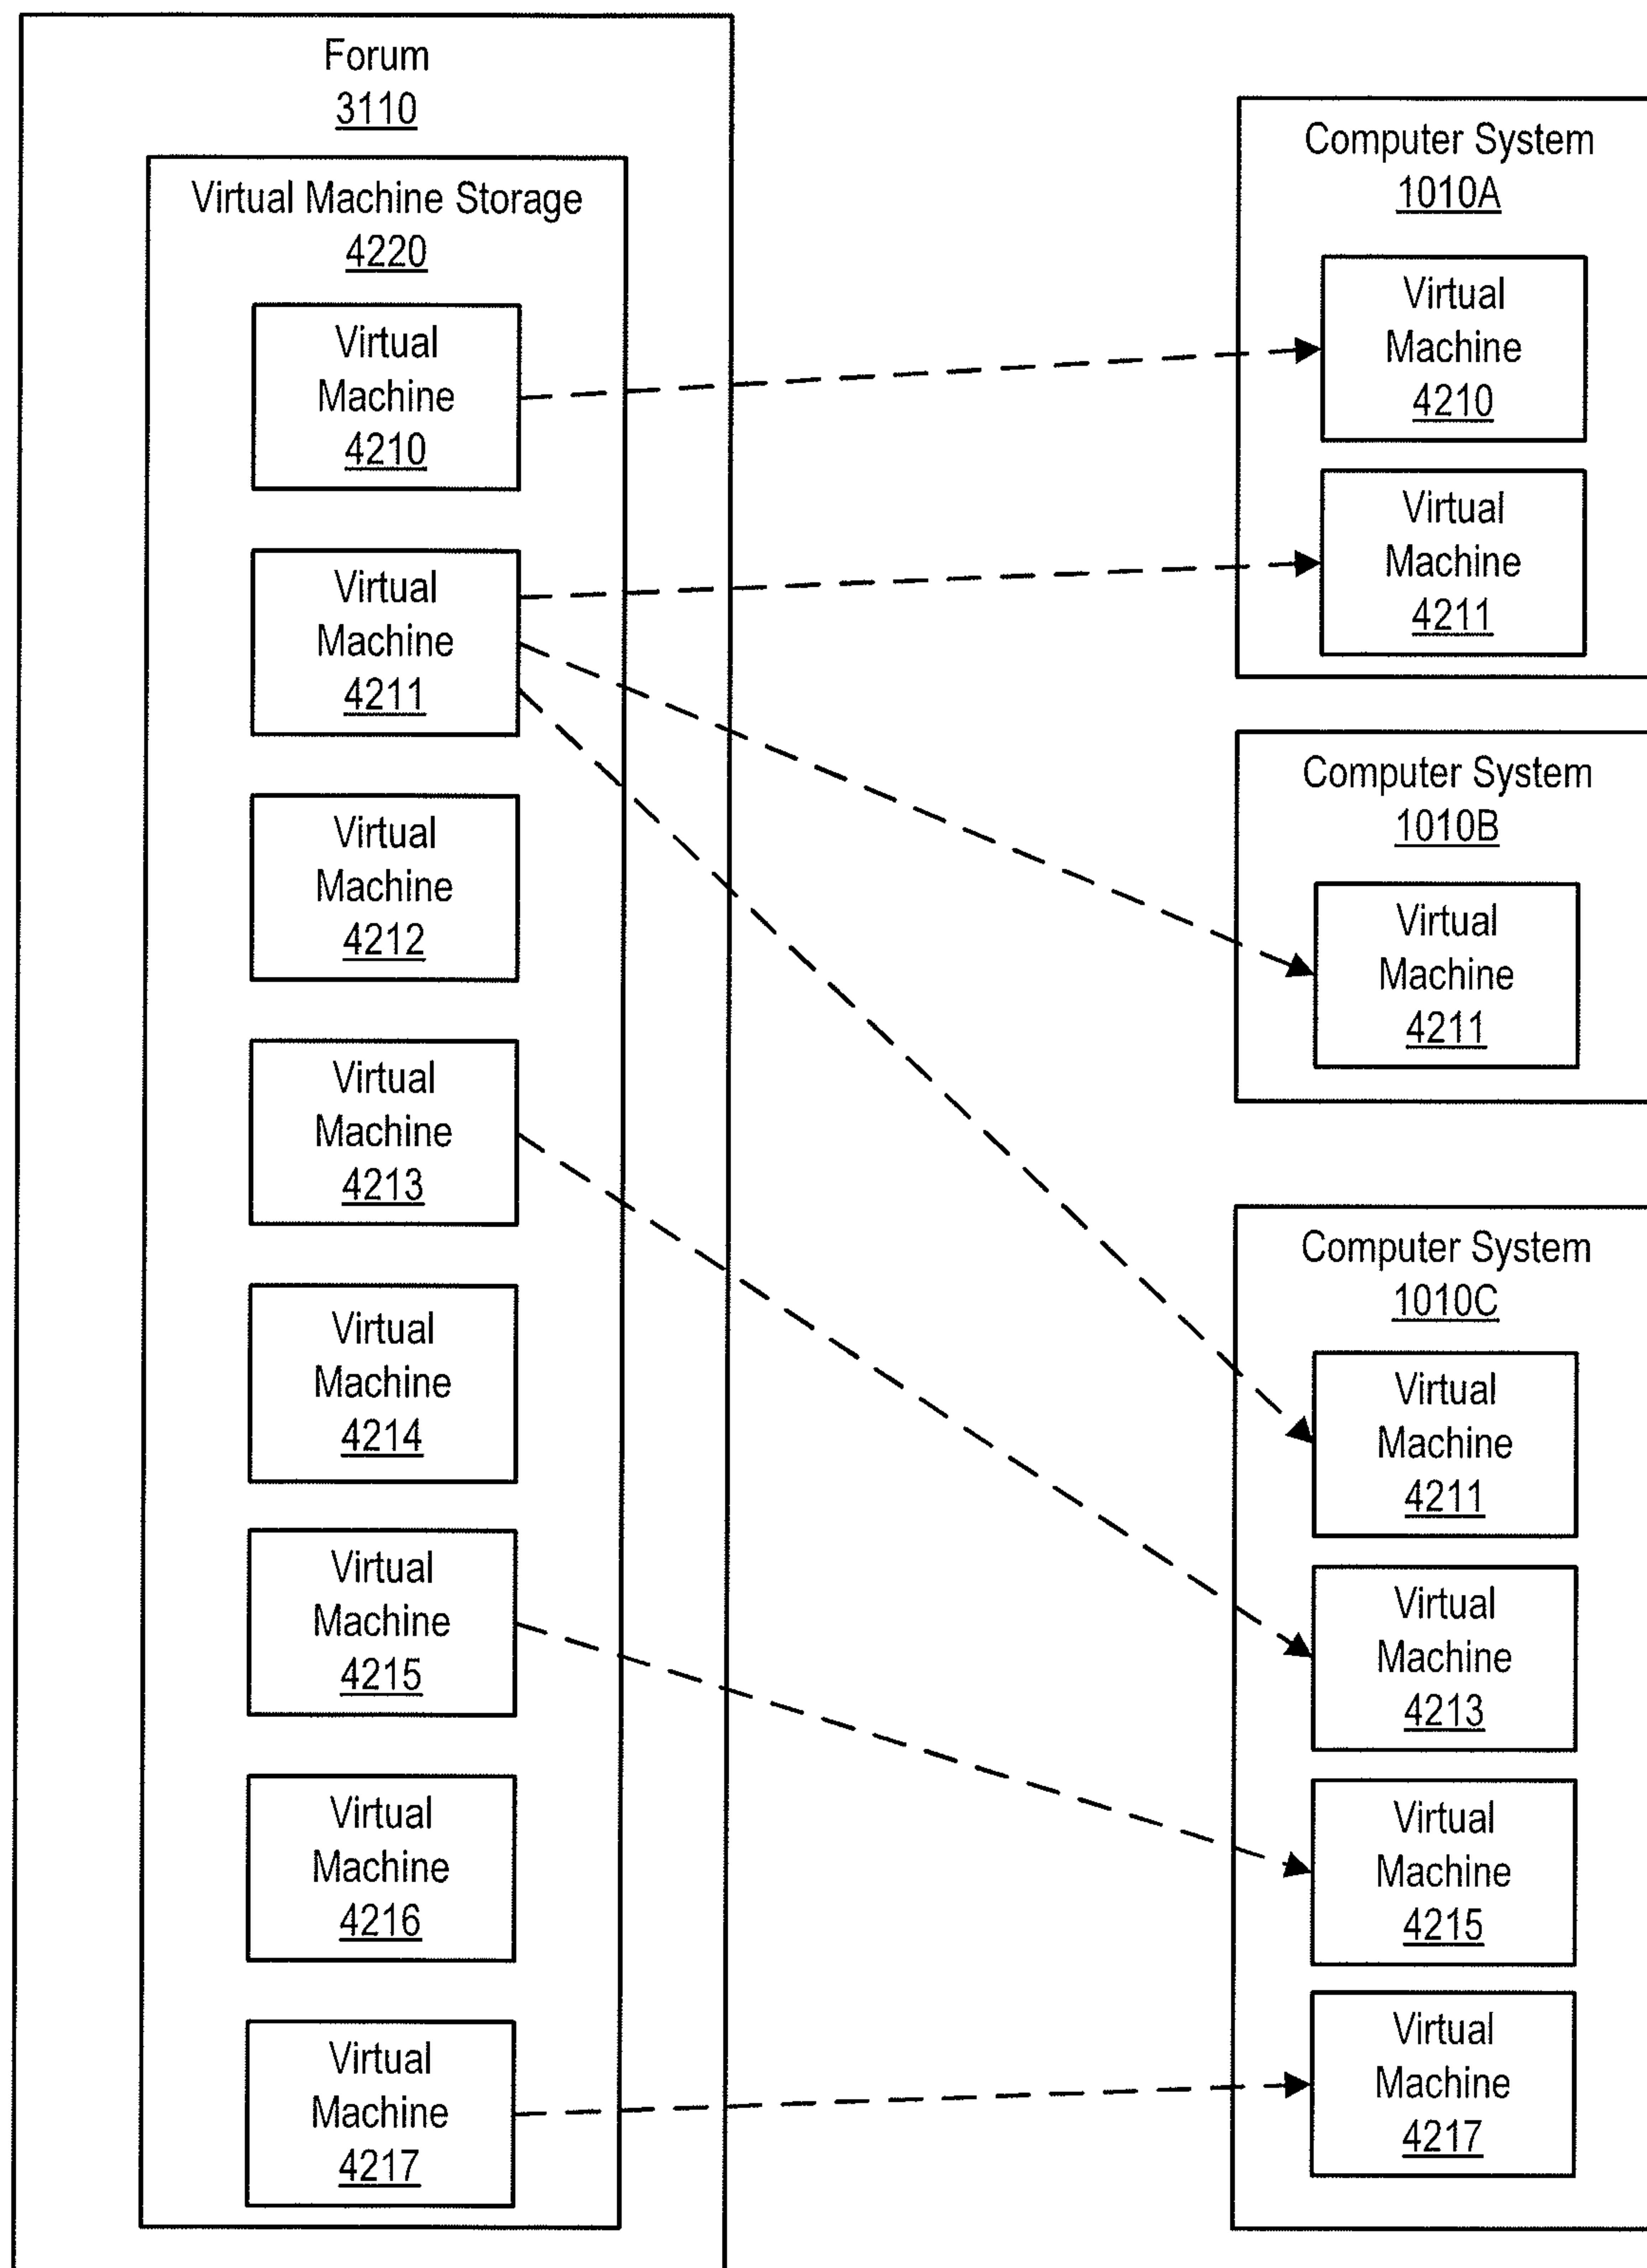 Forum
3110
Virtual Machine Storage
4220
Virtual
Machine
4210
Virtual
Machine
4211
Virtual
Machine
4212
Virtual
Machine
4213
Virtual
Machine
4214
Virtual
Machine
4215
Virtual
Machine
4216
Virtual
Machine
4217
Computer System
1010A
Virtual
Machine
4210
Virtual
Machine
4211
Computer System
1010B
Virtual
Machine
4211
Computer System
1010C
Virtual
Machine
4211
Virtual
Machine
4213
Virtual
Machine
4215
Virtual
Machine
4217